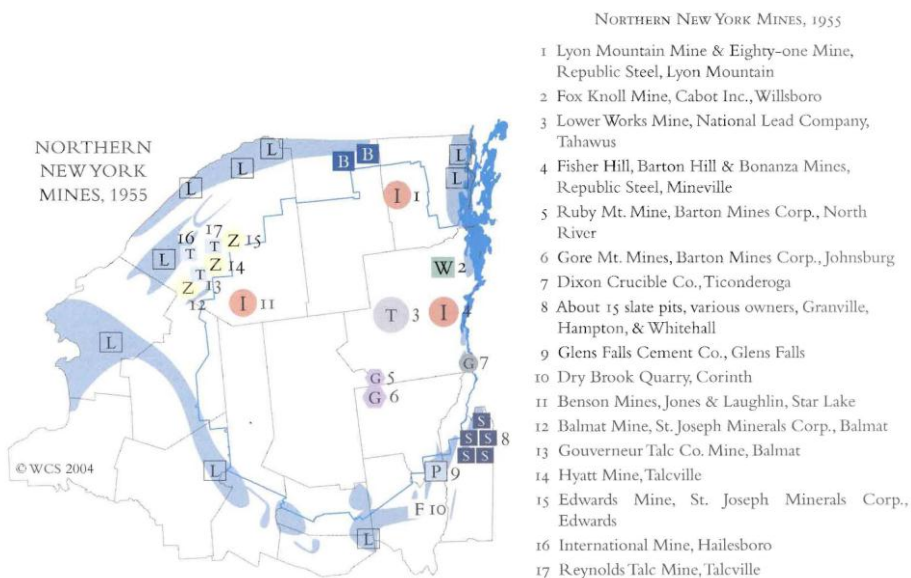 NORTHERN NEW YORK MINES, 1955
1 Lyon Mountain Mine & Eighty-one Mine,
Republic Steel, Lyon Mountain
2 Fox Knoll Mine, Cabot Inc., Willsboro
3 Lower Works Mine, National Lead Company,
Tahawus
4 Fisher Hill, Barton Hill & Bonanza Mines,
Republic Steel, Mineville
5 Ruby Mt. Mine, Barton Mines Corp., North
River
6 Gore Mt. Mines, Barton Mines Corp., Johnsburg
7 Dixon Crucible Co., Ticonderoga
8 About 15 slate pits, various owners, Granville,
Hampton, & Whitehall
9 Glens Falls Cement Co., Glens Falls
10 Dry Brook Quarry, Corinth
11 Benson Mines, Jones & Laughlin, Star Lake
12 Balmat Mine, St. Joseph Minerals Corp., Balmat
13 Gouverneur Talc Co. Mine, Balmat
14 Hyatt Mine, Talcville
15 Edwards Mine, St. Joseph Minerals Corp.,
Edwards
16 International Mine, Hailesboro
17 Reynolds Talc Mine, Talcville
NORTHERN
NEW YORK
MINES, 1955
L
L
L
B
B
L
L
I 1
17
16
T
T
Z 15
L
Z 14
T
Z
13
12
I 11
W 2
T 3
I 4
L
G 5
G 6
G 7
S
S S 8
S S
© WCS 2004
L
P 9
F 10
L